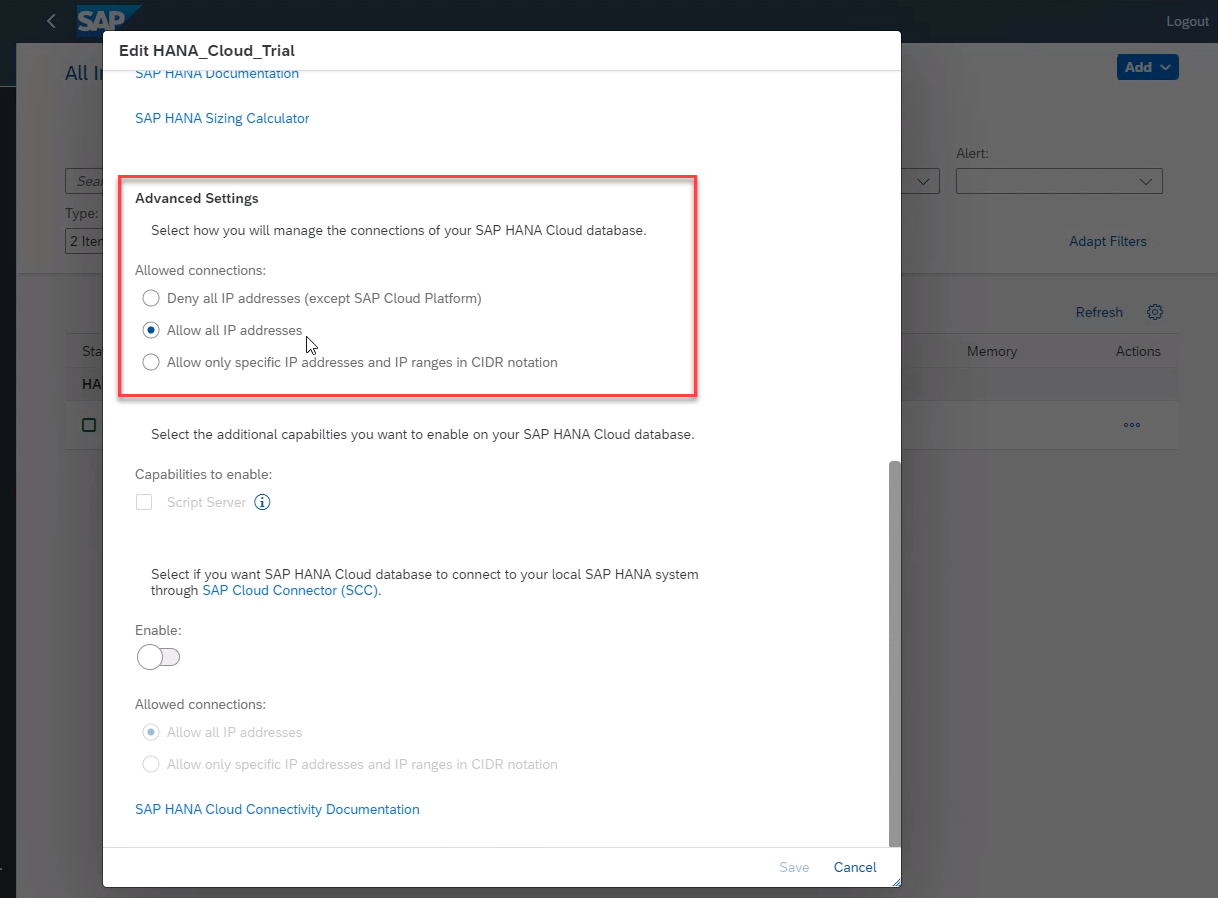 SAP
Logout
Edit HANA_Cloud_Trial
All
Add
SAP HANA Documentation
SAP HANA Sizing Calculator
Alert:
Advanced Settings
Type:
Select how you will manage the connections of your SAP HANA Cloud database.
2
Adapt Filters
Allowed connections:
Deny all IP addresses (except SAP Cloud Platform)
Refresh
Allow all IP addresses
Memory
Actions
Allow only specific IP addresses and IP ranges in CIDR notation
Select the additional capabilties you want to enable on your SAP HANA Cloud database.
Capabilities to enable:
Script Server
Select if you want SAP HANA Cloud database to connect to your local SAP HANA system
through SAP Cloud Connector (SCC).
Enable:
Allowed connections:
Allow all IP addresses
Allow only specific IP addresses and IP ranges in CIDR notation
SAP HANA Cloud Connectivity Documentation
Save
Cancel